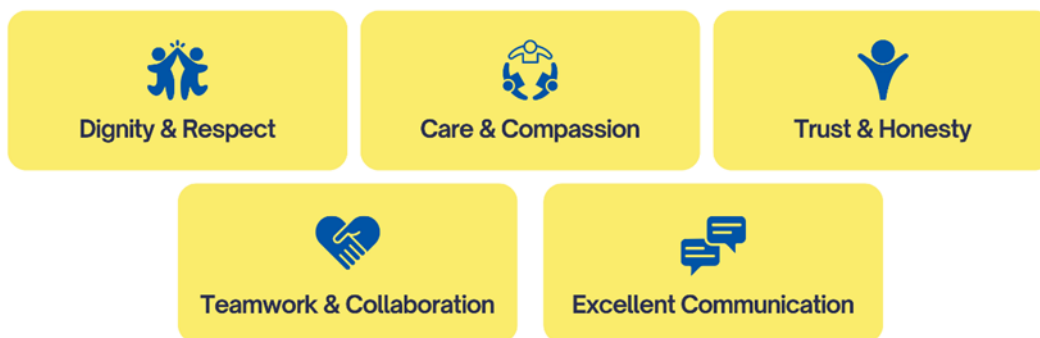 Dignity & Respect
Care & Compassion
Trust & Honesty
Teamwork & Collaboration
Excellent Communication